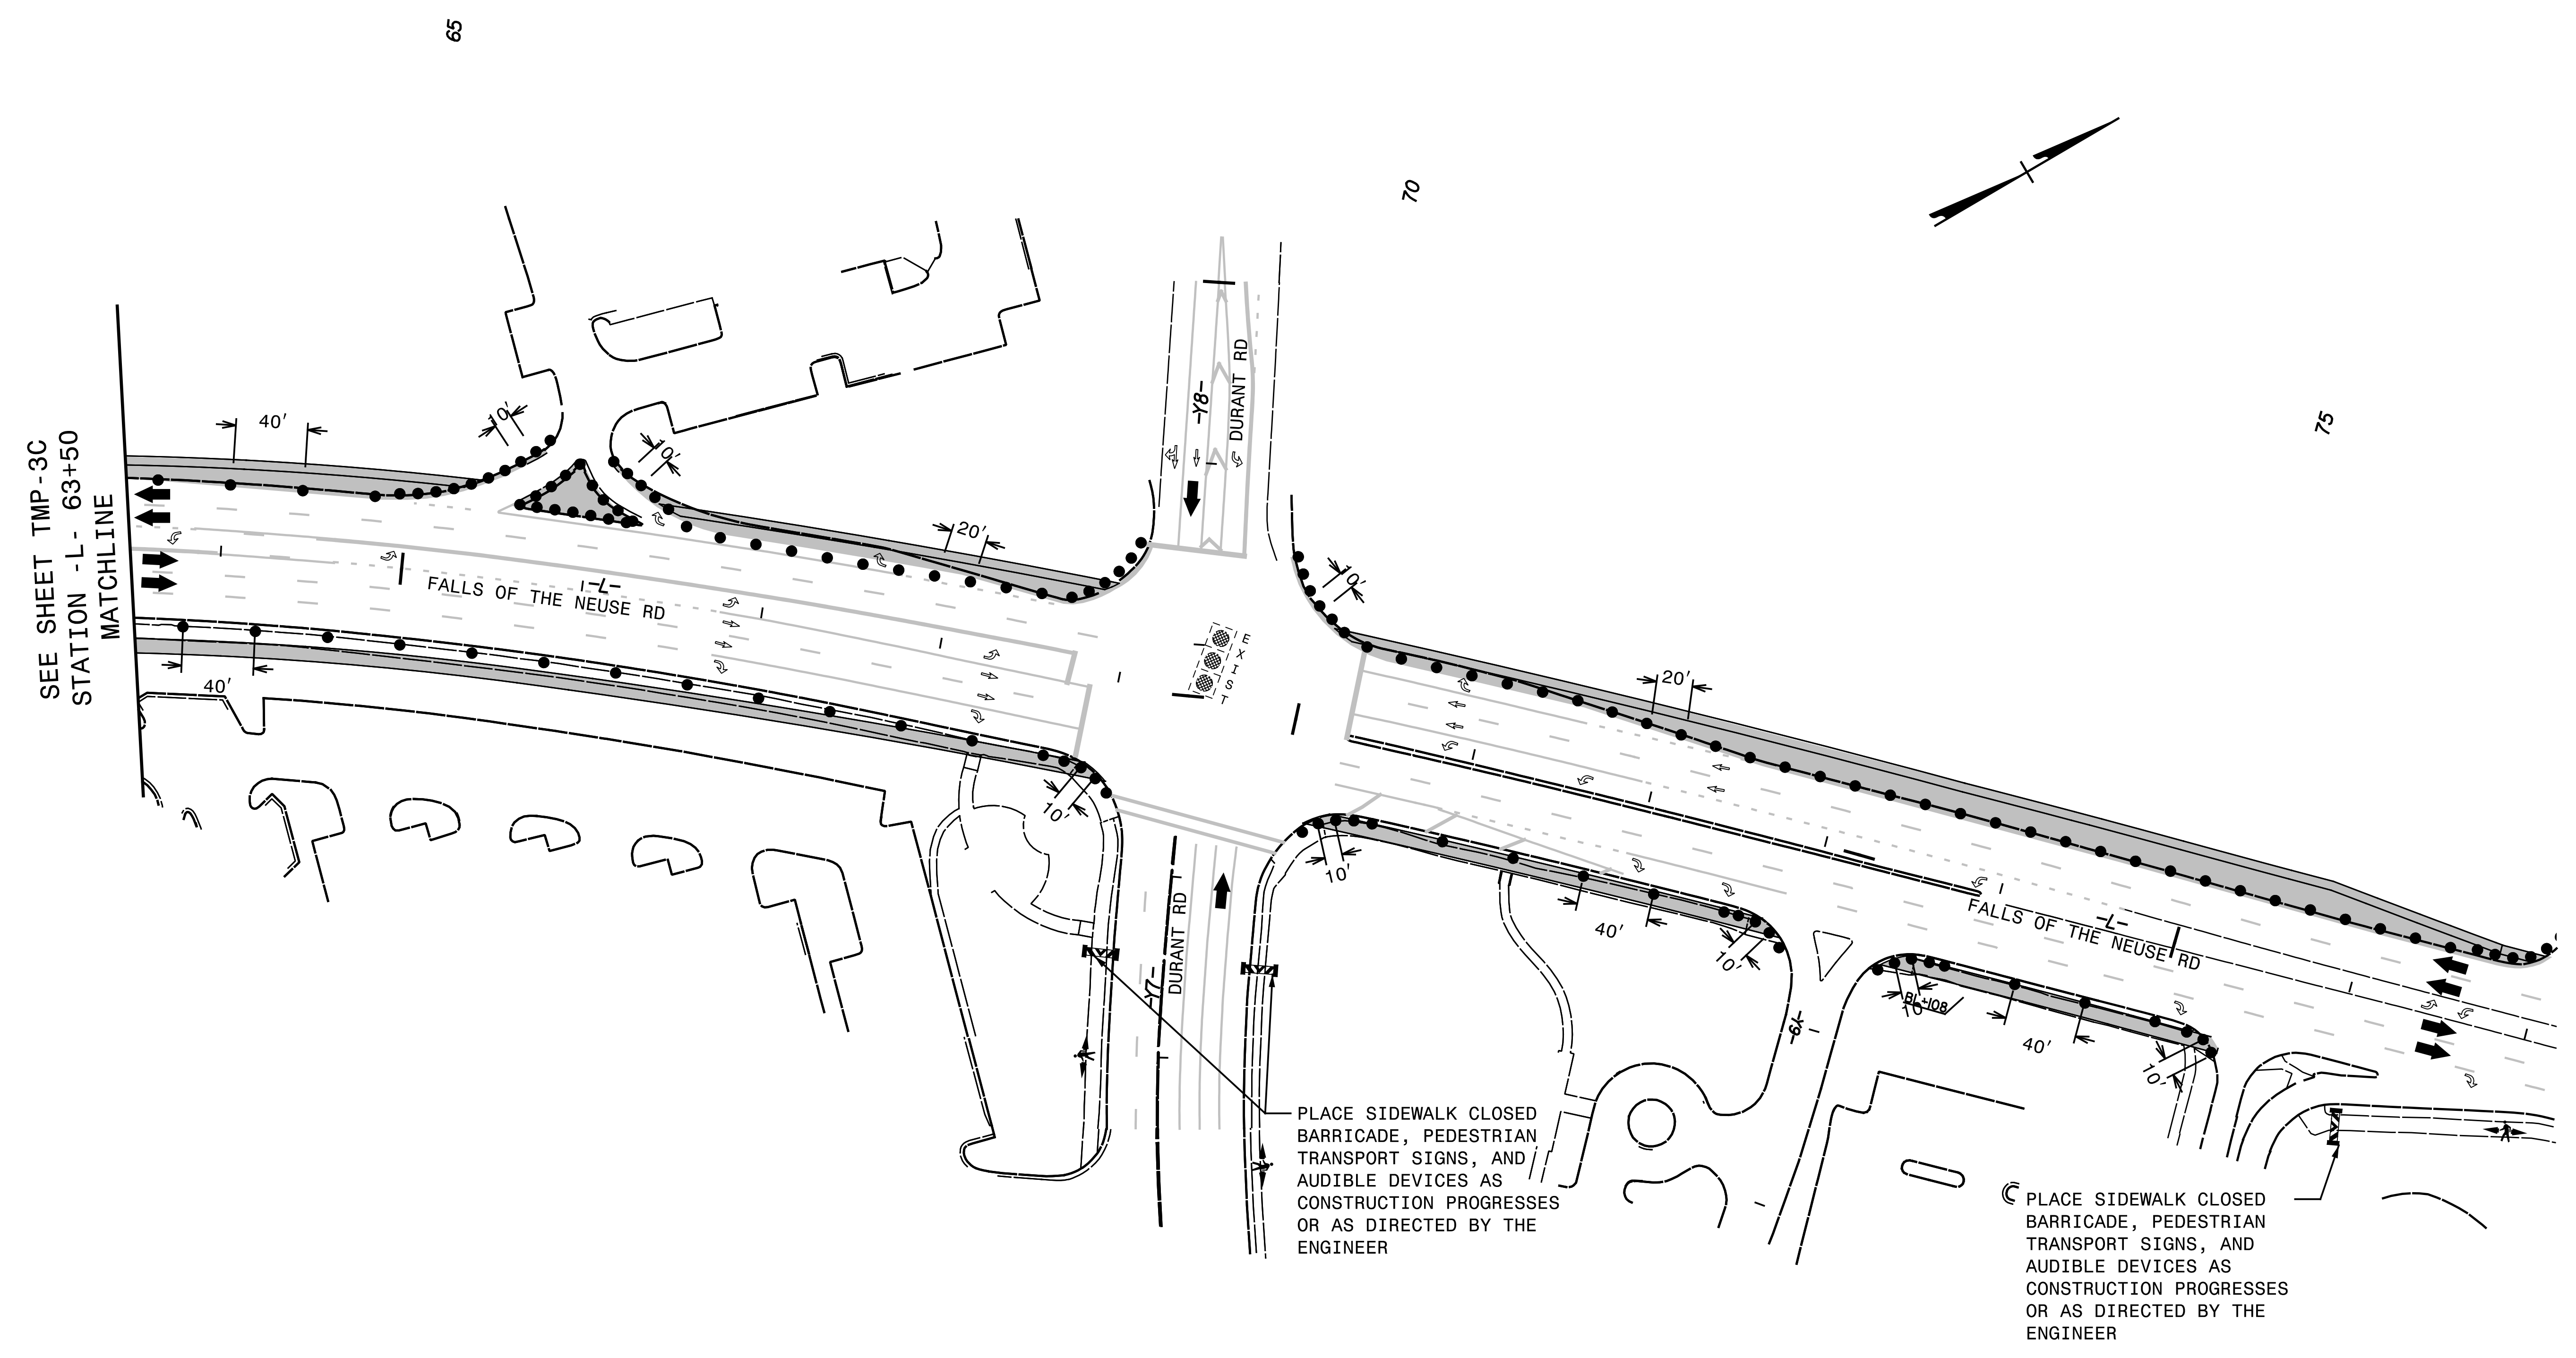 65
70
75
SEE SHEET TMP-3C
STATION -L- 63+50
MATCHLINE
40'
10'
10'
20'
-Y8-
DURANT RD
10'
FALLS OF THE NEUSE RD
-L-
40'
EXIST
20'
10'
10'
40'
10'
-Y7-
DURANT RD
FALLS OF THE NEUSE RD
-L-
BL-108
10'
-Y9-
40'
10'
PLACE SIDEWALK CLOSED
BARRICADE, PEDESTRIAN
TRANSPORT SIGNS, AND
AUDIBLE DEVICES AS
CONSTRUCTION PROGRESSES
OR AS DIRECTED BY THE
ENGINEER
PLACE SIDEWALK CLOSED
BARRICADE, PEDESTRIAN
TRANSPORT SIGNS, AND
AUDIBLE DEVICES AS
CONSTRUCTION PROGRESSES
OR AS DIRECTED BY THE
ENGINEER